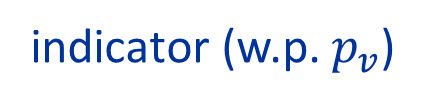 indicator (w.p. 𝑝𝑣)